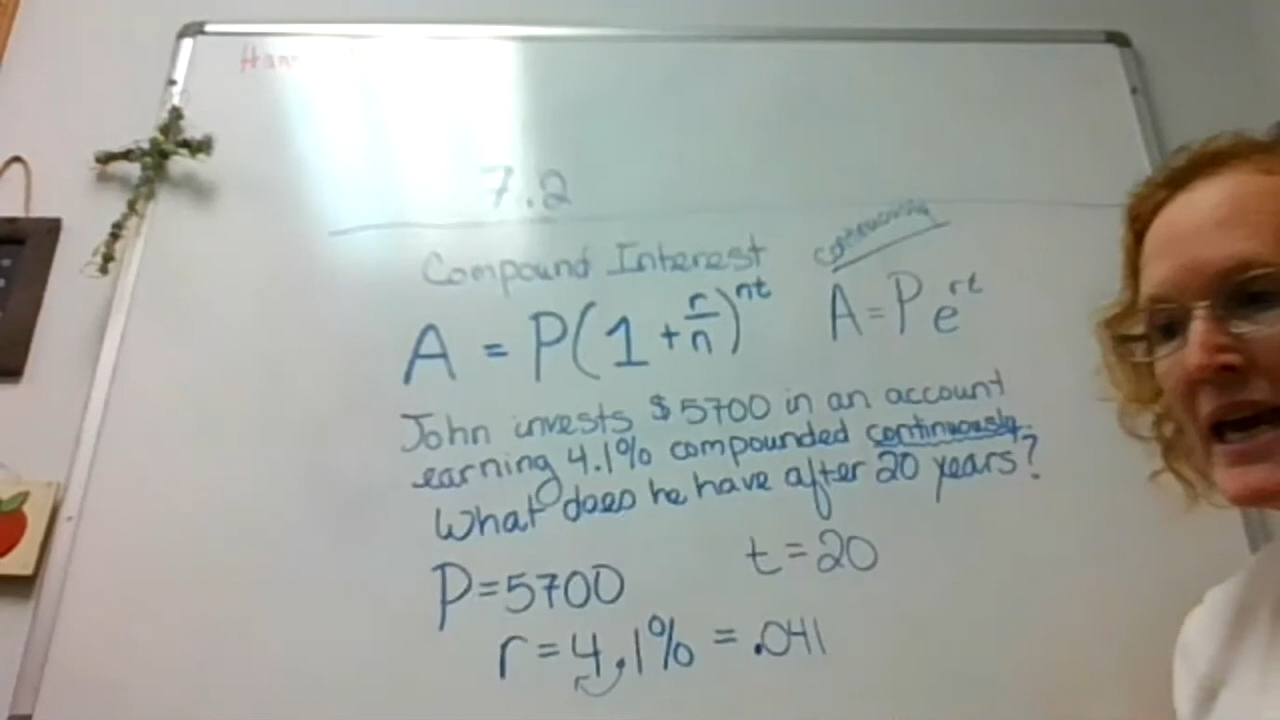 7.2
Compound Interest
continuously
A = P(1 + r/n)^nt
A = Pe^rt
John invests $5700 in an account
earning 4.1% compounded continuously.
What does he have after 20 years?
P=5700
t=20
r=4.1% = .041